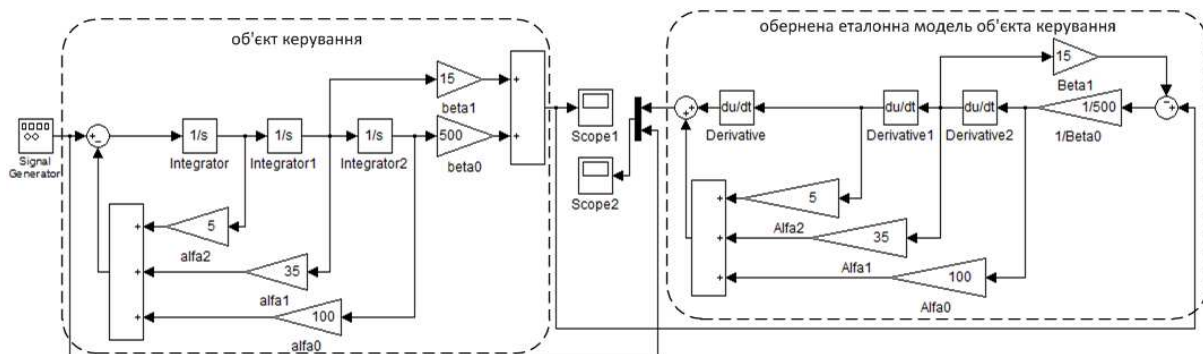 об'єкт керування
обернена еталонна модель об'єкта керування
Signal
Generator
+
-
1/s
Integrator
1/s
Integrator1
1/s
Integrator2
15
beta1
500
beta0
+
+
5
alfa2
35
alfa1
100
alfa0
+
+
+
Scope1
Scope2
+
+
du/dt
Derivative
du/dt
Derivative1
du/dt
Derivative2
15
Beta1
1/500
1/Beta0
-
+
5
Alfa2
35
Alfa1
100
Alfa0
+
+
+